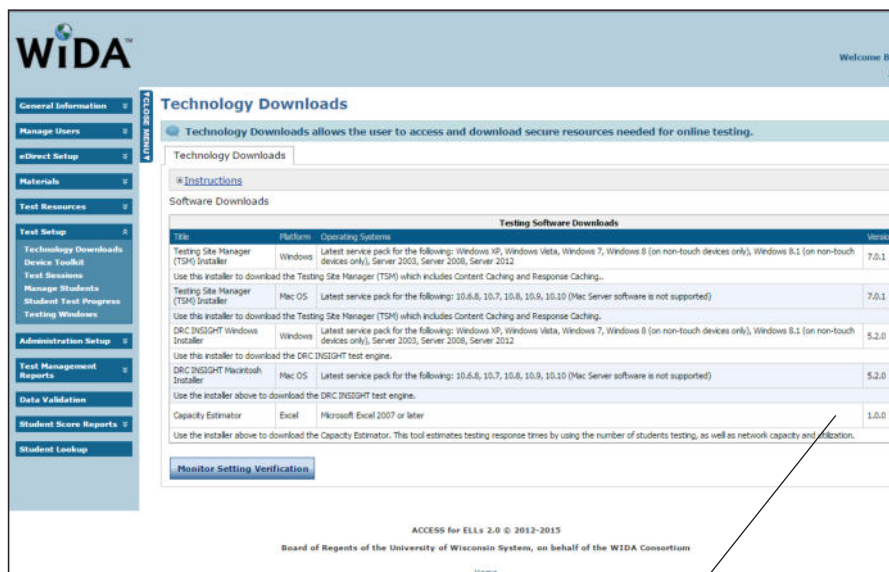 WiDA™
Welcome B
General Information
Manage Users
eDirect Setup
Materials
Test Resources
Test Setup
Technology Downloads
Device Toolkit
Test Sessions
Manage Students
Student Test Progress
Testing Windows
Administration Setup
Test Management
Reports
Data Validation
Student Score Reports
Student Lookup
CLOSE MENU
Technology Downloads
Technology Downloads allows the user to access and download secure resources needed for online testing.
Technology Downloads
Instructions
Software Downloads
Testing Software Downloads
Title Platform Operating Systems Versio
Testing Site Manager
(TSM) Installer
Windows
Latest service pack for the following: Windows XP, Windows Vista, Windows 7, Windows 8 (on non-touch devices only), Windows 8.1 (on non-touch
devices only), Server 2003, Server 2008, Server 2012
7.0.1
Use this installer to download the Testing Site Manager (TSM) which includes Content Caching and Response Caching..
Testing Site Manager
(TSM) Installer
Mac OS
Latest service pack for the following: 10.6.8, 10.7, 10.8, 10.9, 10.10 (Mac Server software is not supported)
7.0.1
Use this installer to download the Testing Site Manager (TSM) which includes Content Caching and Response Caching.
DRC INSIGHT Windows
Installer
Windows
Latest service pack for the following: Windows XP, Windows Vista, Windows 7, Windows 8 (on non-touch devices only), Windows 8.1 (on non-touch
devices only), Server 2003, Server 2008, Server 2012
5.2.0
Use this installer to download the DRC INSIGHT test engine.
DRC INSIGHT Macintosh
Installer
Mac OS
Latest service pack for the following: 10.6.8, 10.7, 10.8, 10.9, 10.10 (Mac Server software is not supported)
5.2.0
Use the installer above to download the DRC INSIGHT test engine.
Capacity Estimator Excel Microsoft Excel 2007 or later 1.0.0
Use the installer above to download the Capacity Estimator. This tool estimates testing response times by using the number of students testing, as well as network capacity and utilization.
Monitor Setting Verification
ACCESS for ELLs 2.0 © 2012-2015
Board of Regents of the University of Wisconsin System, on behalf of the WIDA Consortium